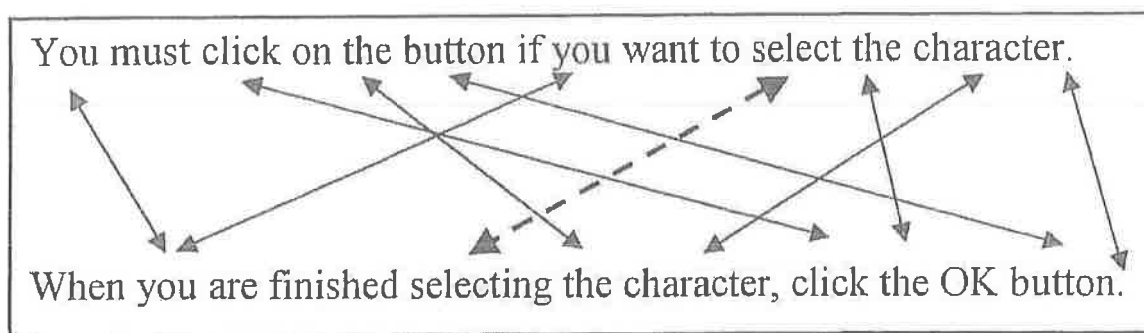 You must click on the button if you want to select the character.
When you are finished selecting the character, click the OK button.